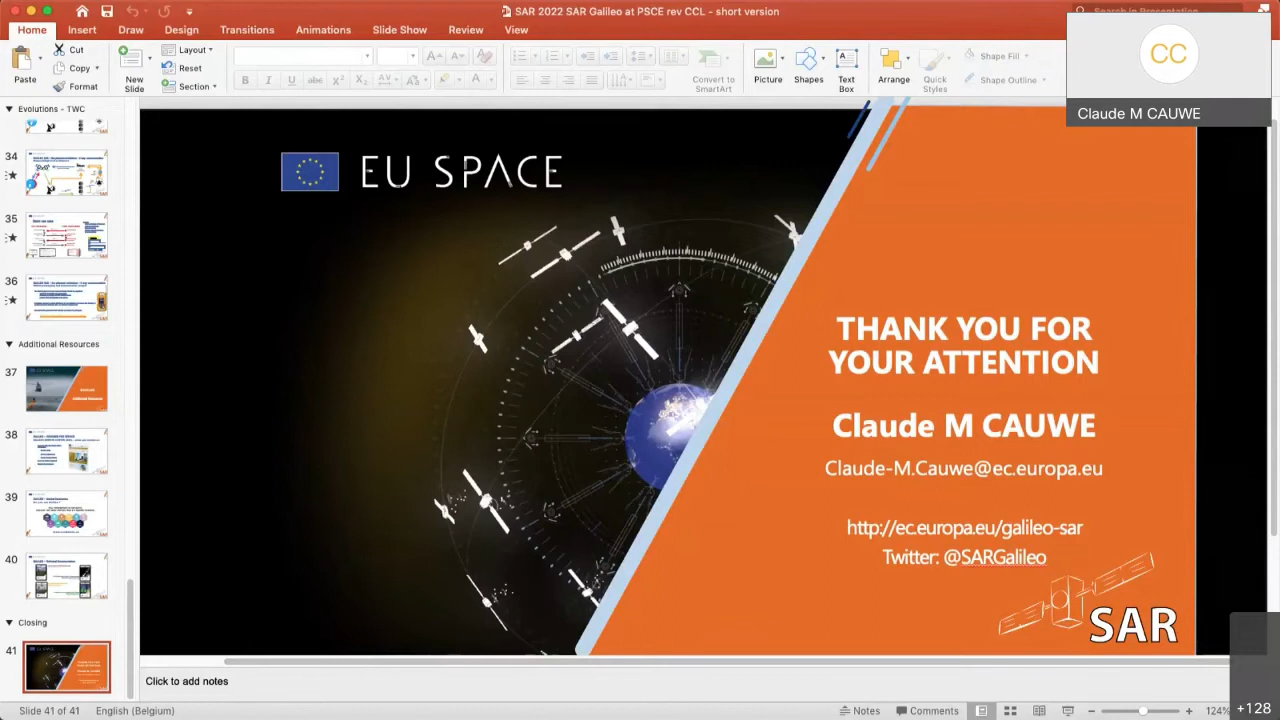 SAR 2022 SAR Galileo at PSCE rev CCL - short version
Search in Presentation
Home Insert Draw Design Transitions Animations Slide Show Review View
Paste
Cut
Copy
Format
New Slide
Layout
Reset
Section
Convert to SmartArt
Picture
Shapes
Text Box
Arrange
Quick Styles
Shape Fill
Shape Outline
CC
Claude M CAUWE
Evolutions - TWC
34
35
36
Additional Resources
37
38
39
40
Closing
41
EU SPACE
THANK YOU FOR
YOUR ATTENTION
Claude M CAUWE
Claude-M.Cauwe@ec.europa.eu
http://ec.europa.eu/galileo-sar
Twitter: @SARGalileo
SAR
Click to add notes
Slide 41 of 41 English (Belgium)
Notes Comments
124%
+128